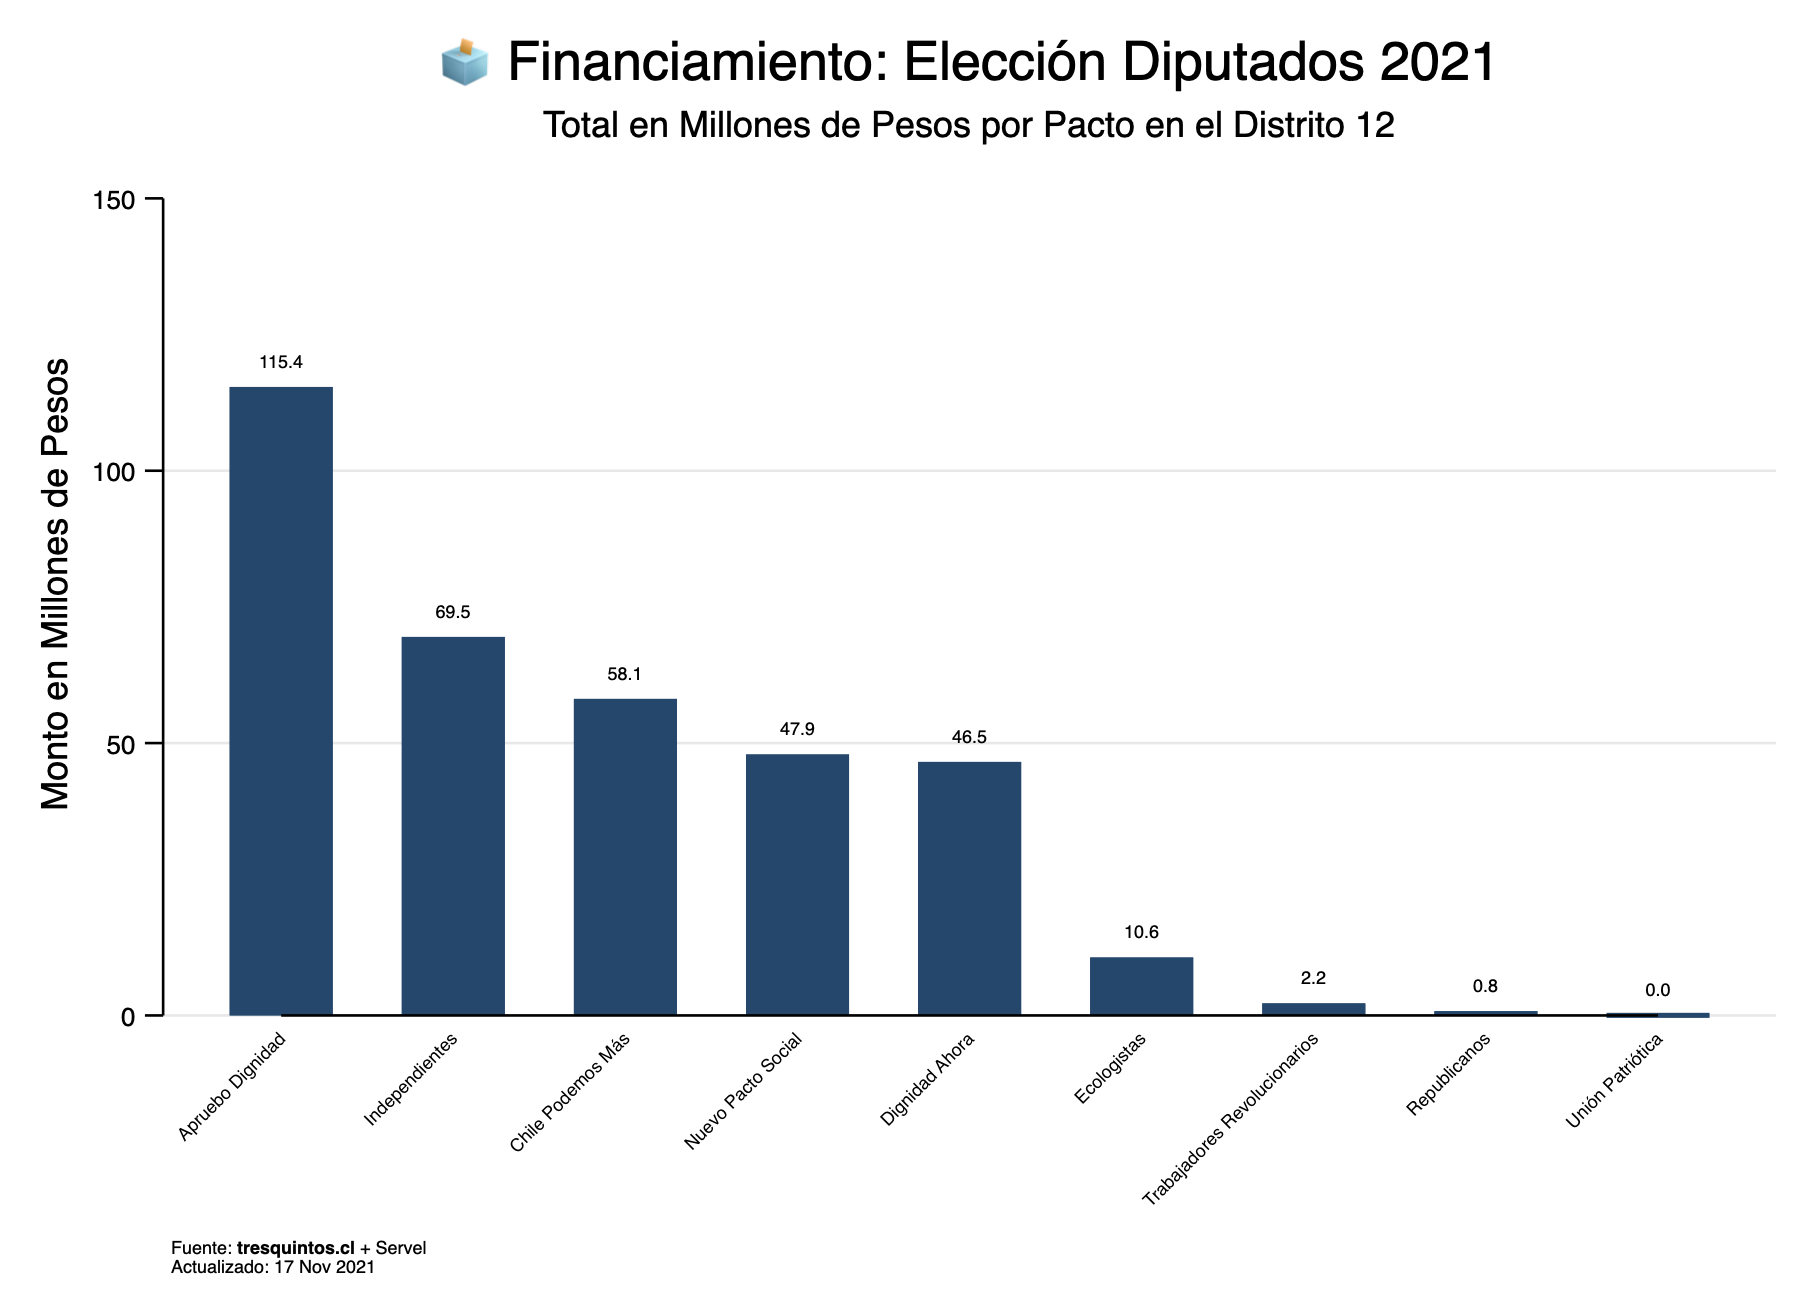 Financiamiento: Elección Diputados 2021
Total en Millones de Pesos por Pacto en el Distrito 12
Monto en Millones de Pesos
150
100
50
0
115.4
69.5
58.1
47.9
46.5
10.6
2.2
0.8
0.0
Apruebo Dignidad
Independientes
Chile Podemos Más
Nuevo Pacto Social
Dignidad Ahora
Ecologistas
Trabajadores Revolucionarios
Republicanos
Unión Patriótica
Fuente: tresquintos.cl + Servel
Actualizado: 17 Nov 2021